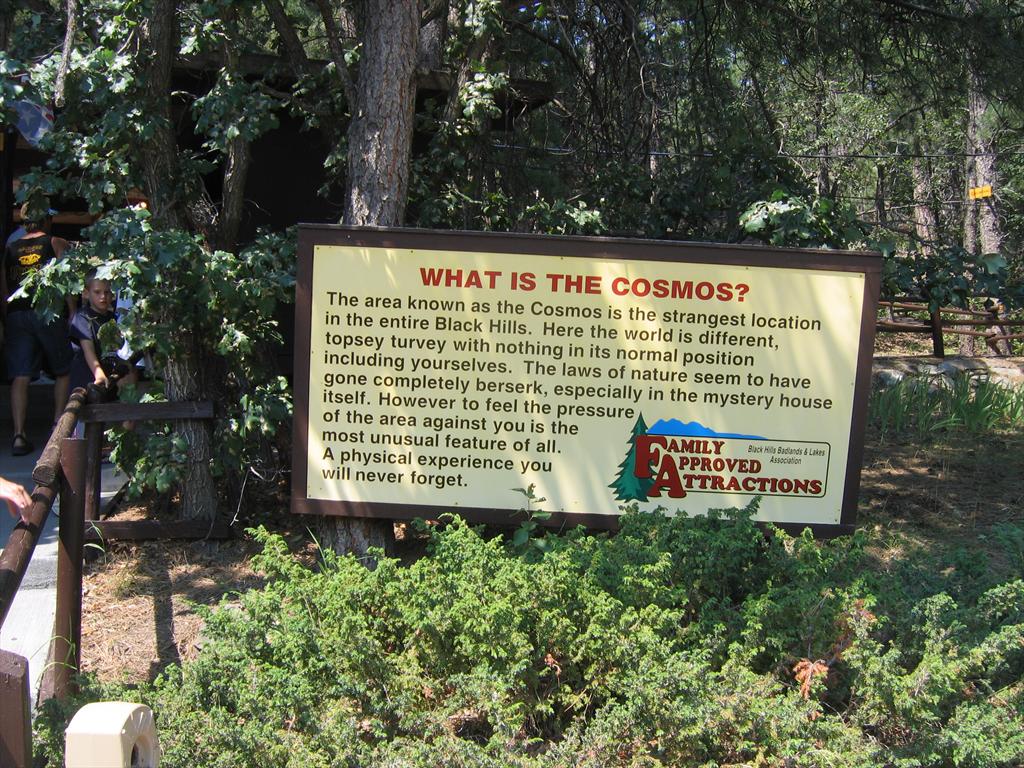 WHAT IS THE COSMOS?
The area known as the Cosmos is the strangest location
in the entire Black Hills. Here the world is different,
topsey turvey with nothing in its normal position
including yourselves. The laws of nature seem to have
gone completely berserk, especially in the mystery house
itself. However to feel the pressure
of the area against you is the
most unusual feature of all.
A physical experience you
will never forget.
FAMILY
APPROVED
ATTRACTIONS
Black Hills Badlands & Lakes
Association